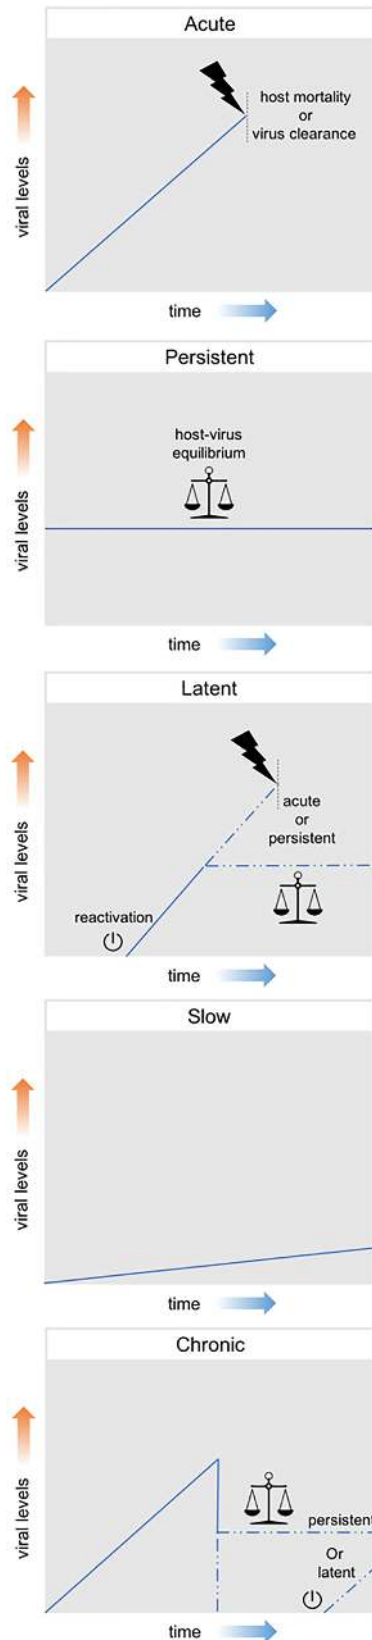 Acute
host mortality
or
virus clearance
viral levels
time
Persistent
host-virus
equilibrium
viral levels
time
Latent
acute
or
persistent
reactivation
viral levels
time
Slow
viral levels
time
Chronic
persistent
Or
latent
viral levels
time